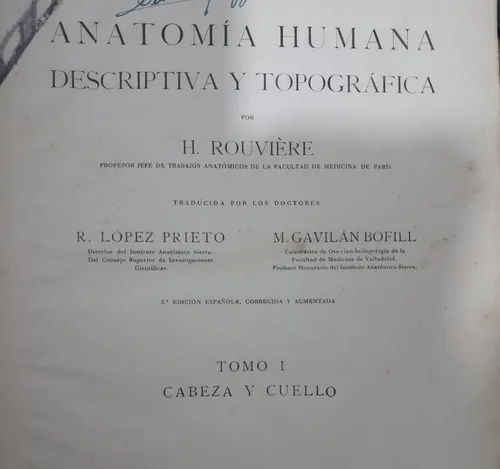 ANATOMÍA HUMANA
DESCRIPTIVA Y TOPOGRÁFICA
POR
H. ROUVIÈRE
PROFESOR JEFE DE TRABAJOS ANATÓMICOS DE LA FACULTAD DE MEDICINA DE PARÍS
TRADUCIDA POR LOS DOCTORES
R. LÓPEZ PRIETO
Director del Instituto Anatómico Sierra
Del Consejo Superior de Investigaciones
Científicas.
M. GAVILÁN BOFILL
Catedrático de Oto-rino-laringología de la
Facultad de Medicina de Valladolid.
Profesor Honorario del Instituto Anatómico Sierra.
3.ª EDICIÓN ESPAÑOLA, CORREGIDA Y AUMENTADA
TOMO I
CABEZA Y CUELLO